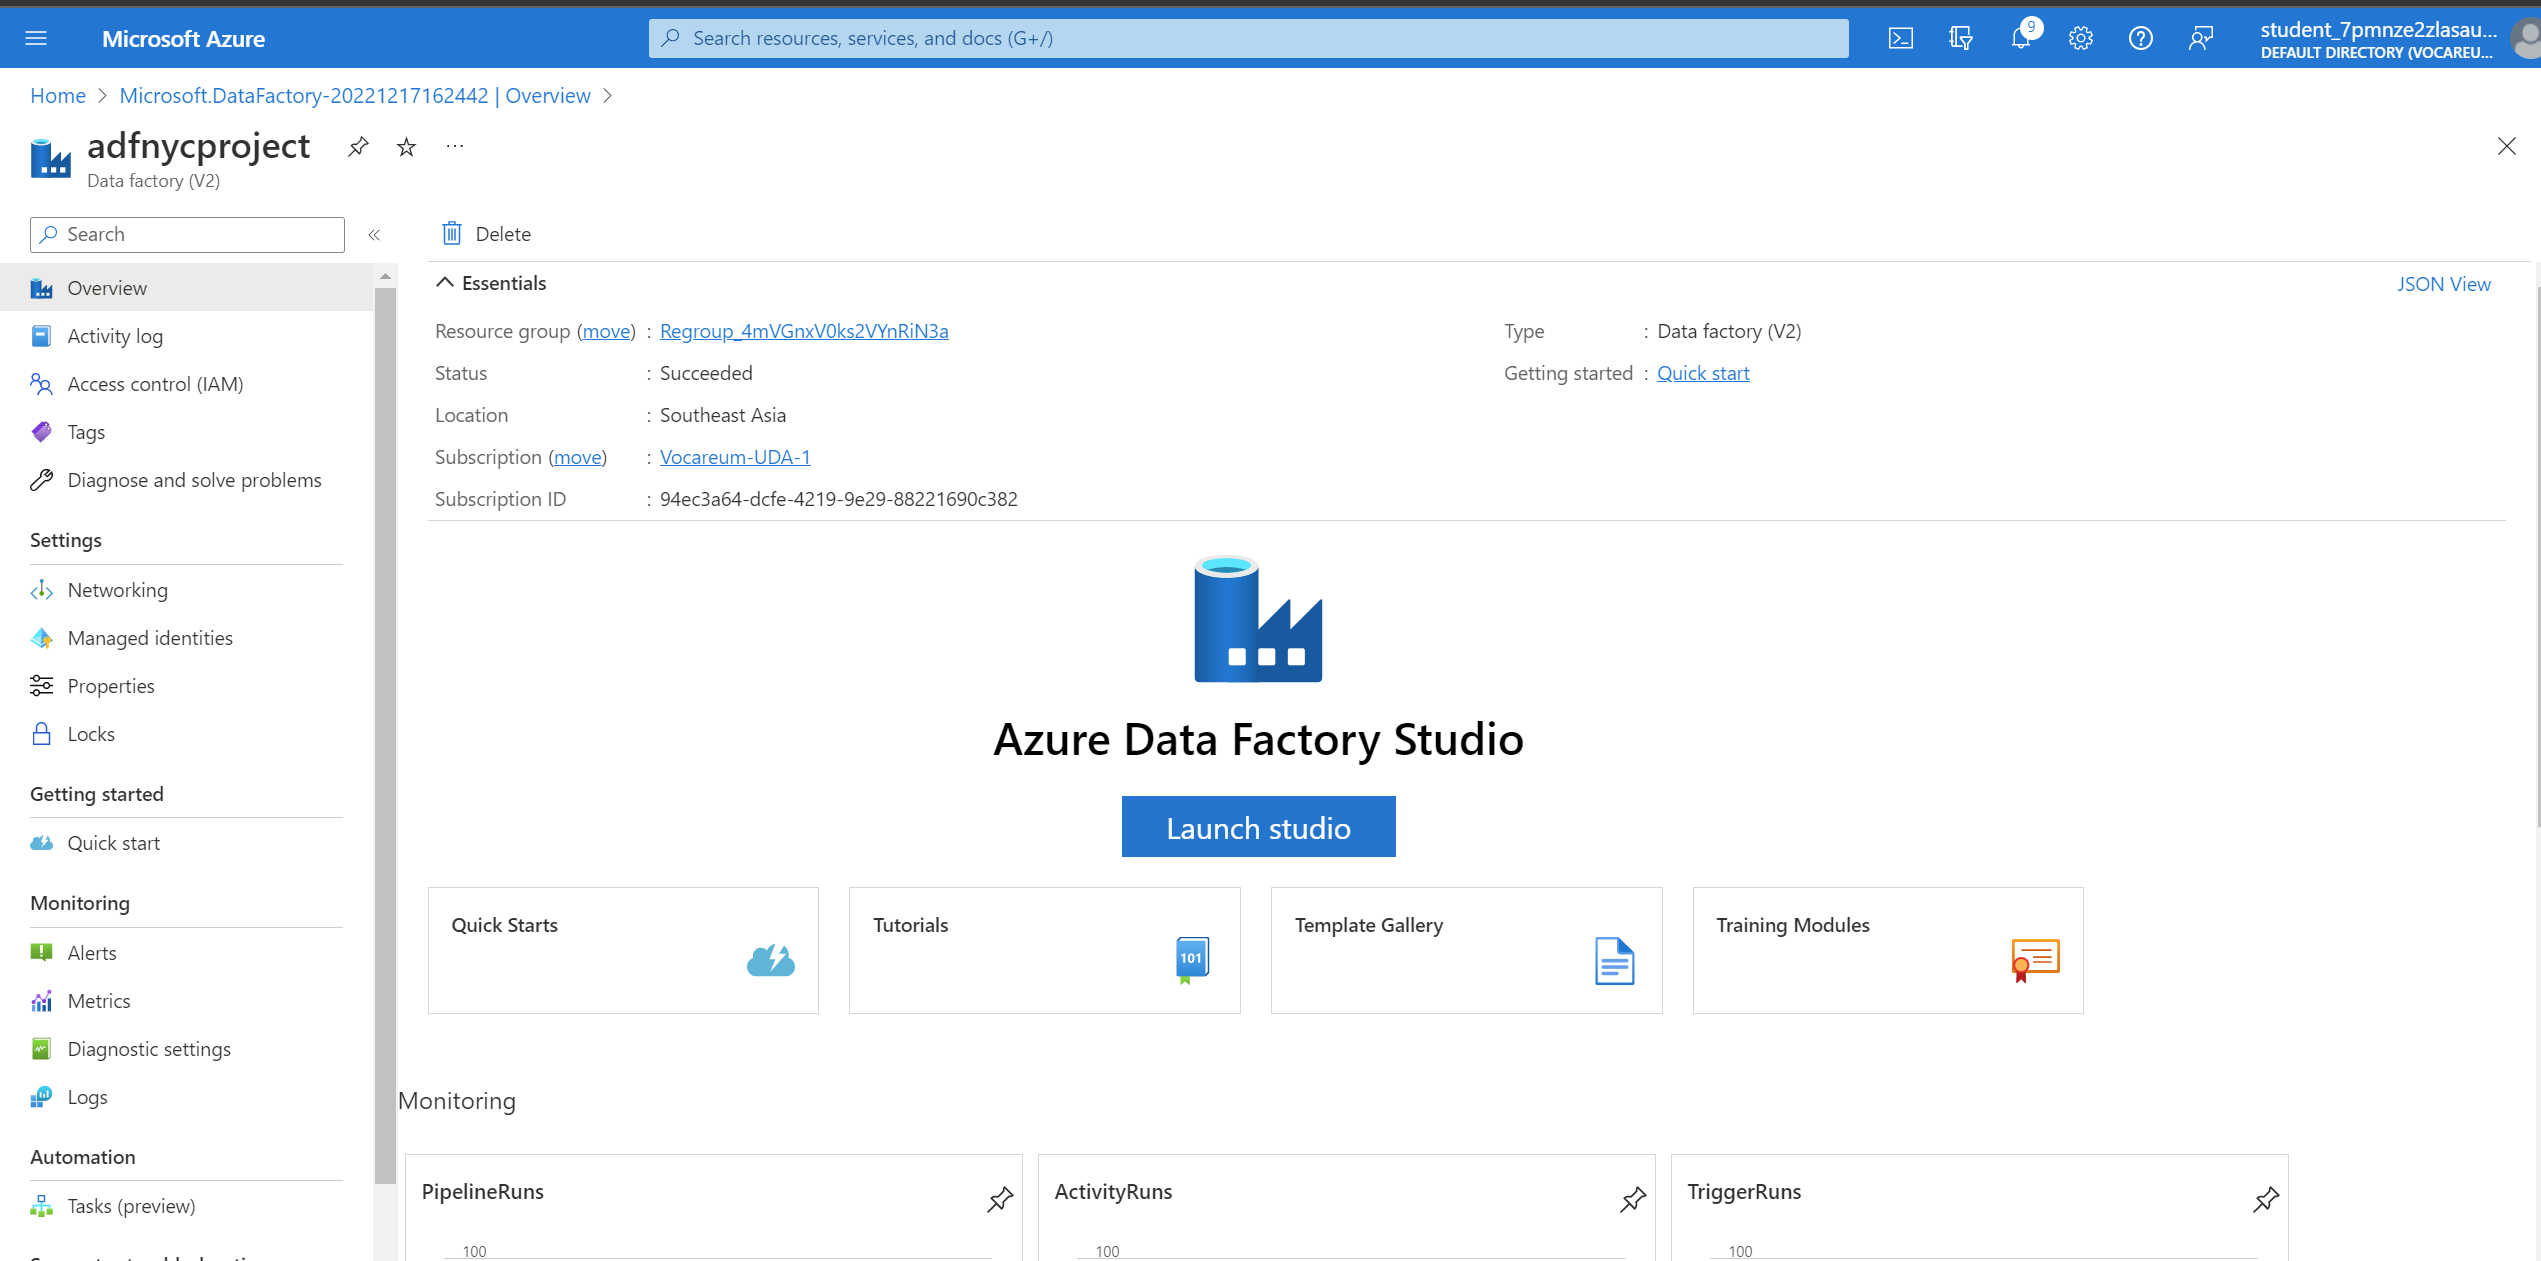 Microsoft Azure
Search resources, services, and docs (G+/)
9
student_7pmnze2zlasau...
DEFAULT DIRECTORY (VOCAREU...
Home > Microsoft.DataFactory-20221217162442 | Overview >
adfnycproject
Data factory (V2)
Search
Overview
Activity log
Access control (IAM)
Tags
Diagnose and solve problems
Settings
Networking
Managed identities
Properties
Locks
Getting started
Quick start
Monitoring
Alerts
Metrics
Diagnostic settings
Logs
Automation
Tasks (preview)
Delete
Essentials
JSON View
Resource group (move) : Regroup_4mVGnxV0ks2VYnRiN3a
Status : Succeeded
Location : Southeast Asia
Subscription (move) : Vocareum-UDA-1
Subscription ID : 94ec3a64-dcfe-4219-9e29-88221690c382
Type : Data factory (V2)
Getting started : Quick start
Azure Data Factory Studio
Launch studio
Quick Starts
Tutorials
101
Template Gallery
Training Modules
Monitoring
PipelineRuns
100
ActivityRuns
100
TriggerRuns
100